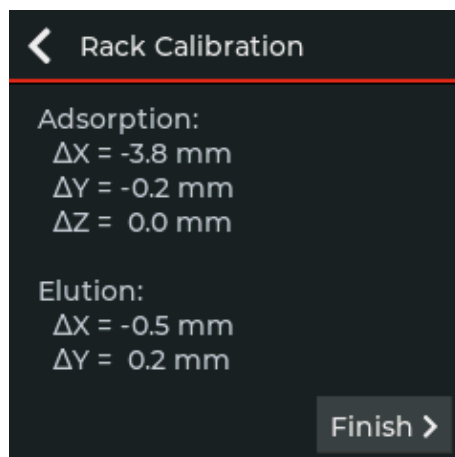 Rack Calibration
Adsorption:
ΔX = -3.8 mm
ΔY = -0.2 mm
ΔZ = 0.0 mm
Elution:
ΔX = -0.5 mm
ΔY = 0.2 mm
Finish